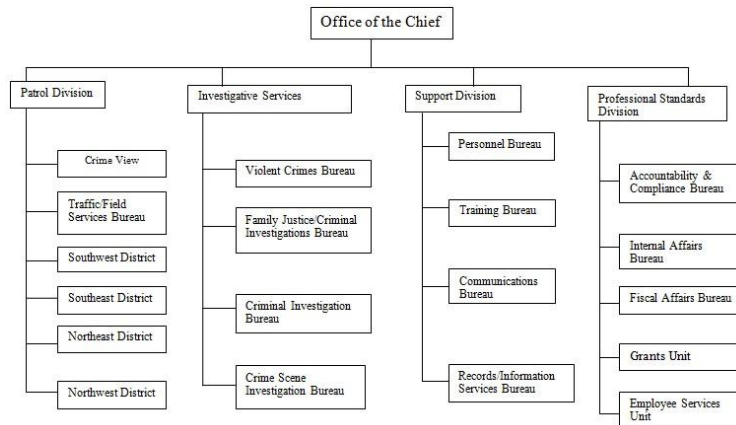 Office of the Chief
Patrol Division
Crime View
Traffic/Field
Services Bureau
Southwest District
Southeast District
Northeast District
Northwest District
Investigative Services
Violent Crimes Bureau
Family Justice/Criminal
Investigations Bureau
Criminal Investigation
Bureau
Crime Scene
Investigation Bureau
Support Division
Personnel Bureau
Training Bureau
Communications
Bureau
Records/Information
Services Bureau
Professional Standards
Division
Accountability &
Compliance Bureau
Internal Affairs
Bureau
Fiscal Affairs Bureau
Grants Unit
Employee Services
Unit